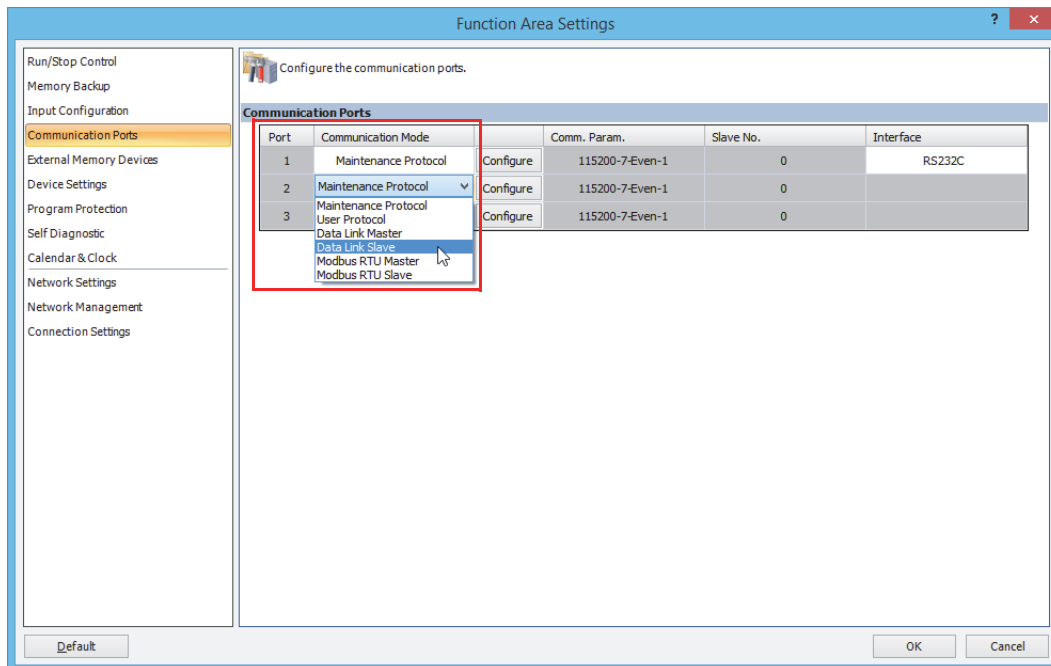 Function Area Settings
?
Run/Stop Control
Memory Backup
Input Configuration
Communication Ports
External Memory Devices
Device Settings
Program Protection
Self Diagnostic
Calendar & Clock
Network Settings
Network Management
Connection Settings
Configure the communication ports.
Communication Ports
Port Communication Mode Comm. Param. Slave No. Interface
1 Maintenance Protocol Configure 115200-7-Even-1 0 RS232C
2 Maintenance Protocol Configure 115200-7-Even-1 0
3 Configure 115200-7-Even-1 0
Maintenance Protocol
User Protocol
Data Link Master
Data Link Slave
Modbus RTU Master
Modbus RTU Slave
Default OK Cancel